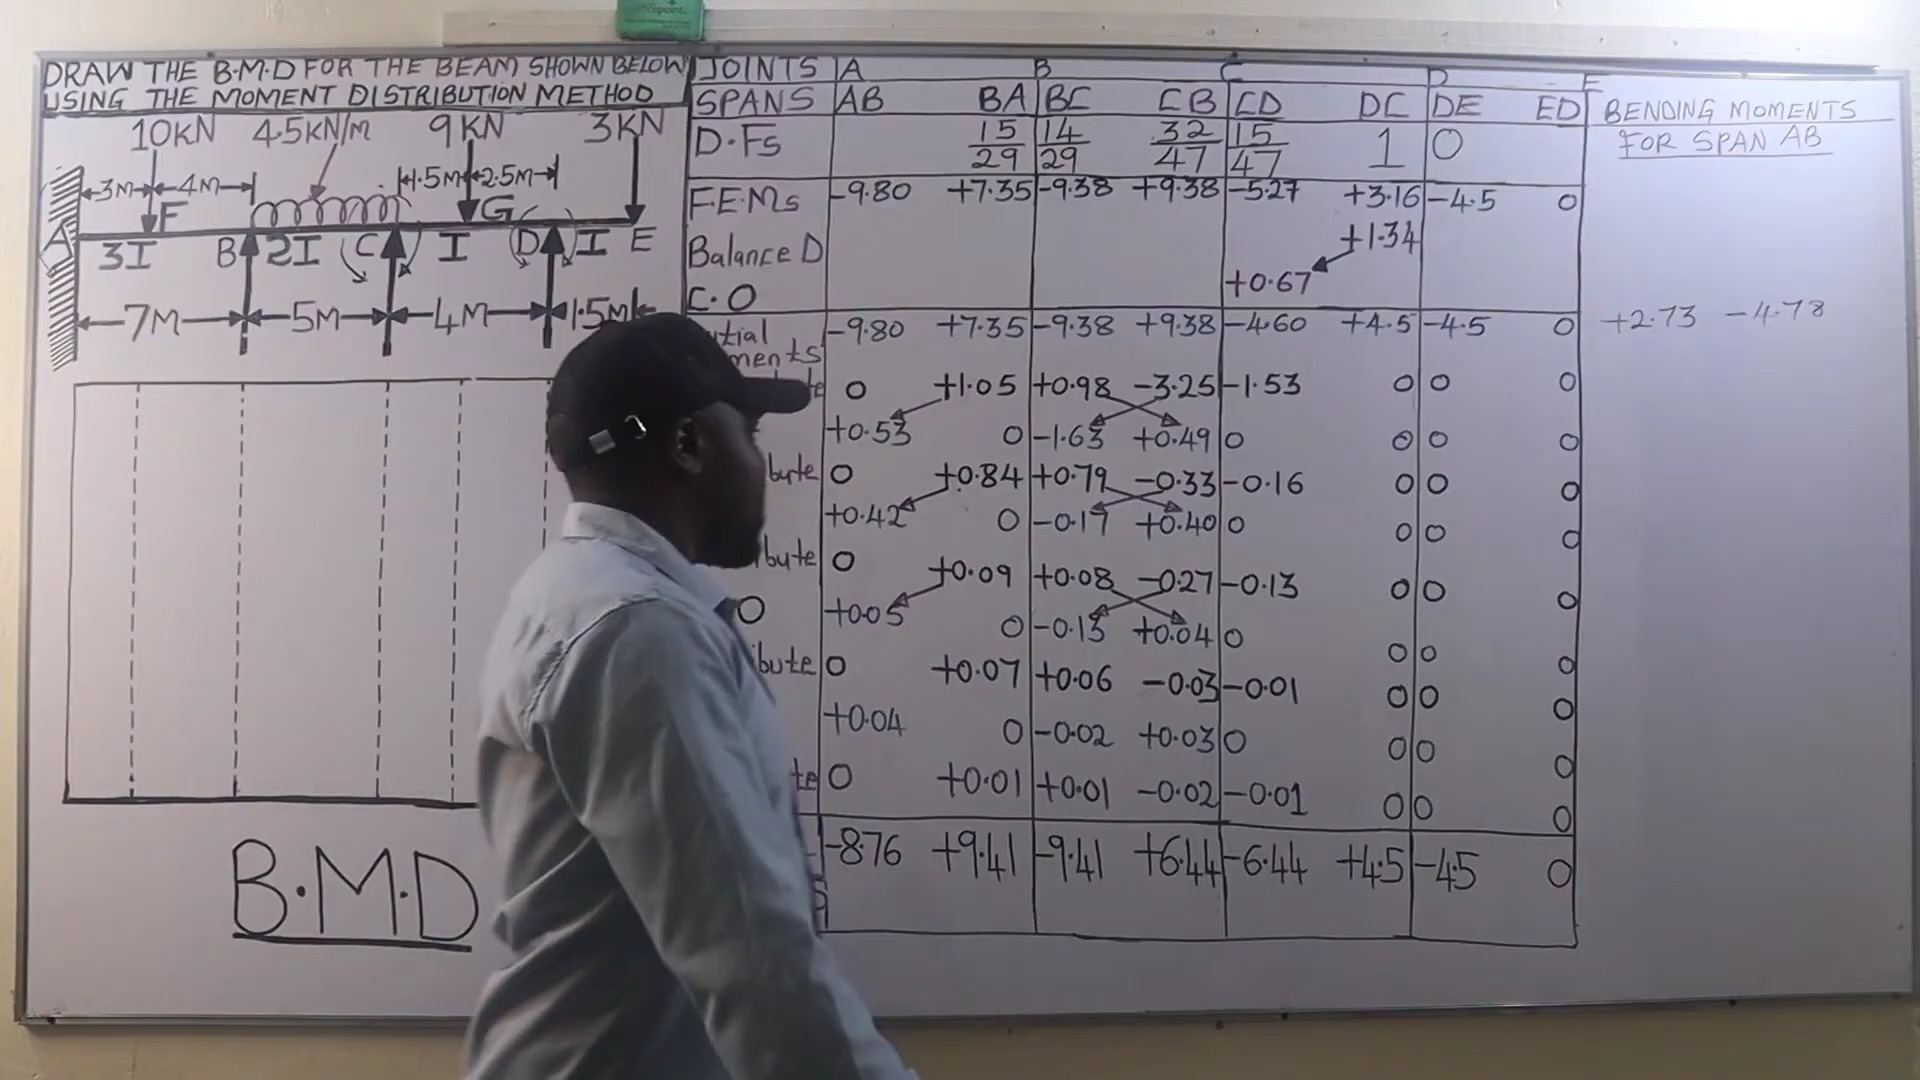 DRAW THE B.M.D FOR THE BEAM SHOWN BELOW
USING THE MOMENT DISTRIBUTION METHOD
10KN 4.5KN/m 9KN 3KN
3M 4M 1.5M 2.5M
F G
A 3I B 2I C I D I E
7M 5M 4M 1.5M
B.M.D
JOINTS A B C D E
SPANS AB BA BC CB CD DC DE ED
D.Fs 15/29 14/29 32/47 15/47 1 0
F.E.Ms -9.80 +7.35 -9.38 +9.38 -5.27 +3.16 -4.5 0
Balance D +1.34
C.O +0.67
-9.80 +7.35 -9.38 +9.38 -4.60 +4.5 -4.5 0
0 +1.05 +0.98 -3.25 -1.53 0 0 0
+0.53 0 -1.63 +0.49 0 0 0 0
bute 0 +0.84 +0.79 -0.33 -0.16 0 0 0
+0.42 0 -0.17 +0.40 0 0 0 0
bute 0 +0.09 +0.08 -0.27 -0.13 0 0 0
O +0.05 0 -0.13 +0.04 0 0 0 0
ibute 0 +0.07 +0.06 -0.03 -0.01 0 0 0
+0.04 0 -0.02 +0.03 0 0 0 0
te 0 +0.01 +0.01 -0.02 -0.01 0 0 0
-8.76 +9.41 -9.41 +6.44 -6.44 +4.5 -4.5 0
BENDING MOMENTS
FOR SPAN AB
+2.73 -4.78